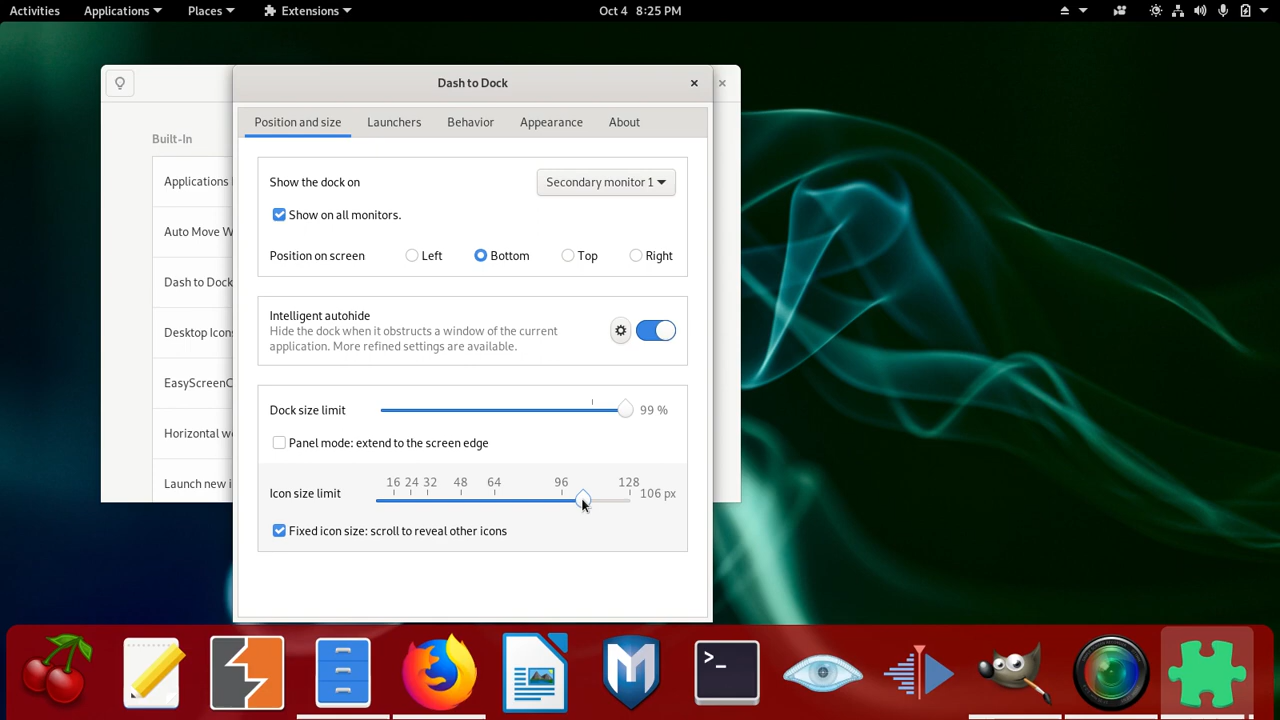 Activities Applications Places Extensions Oct 4 8:25 PM
Dash to Dock
Position and size Launchers Behavior Appearance About
Built-In
Applications
Auto Move W
Dash to Dock
Desktop Icon
EasyScreenC
Horizontal w
Launch new i
Show the dock on Secondary monitor 1
Show on all monitors.
Position on screen Left Bottom Top Right
Intelligent autohide
Hide the dock when it obstructs a window of the current
application. More refined settings are available.
Dock size limit 99 %
Panel mode: extend to the screen edge
16 24 32 48 64 96 128
Icon size limit 106 px
Fixed icon size: scroll to reveal other icons
>_